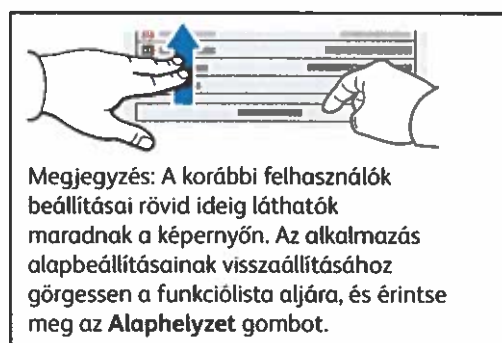 Megjegyzés: A korábbi felhasználók
beállításai rövid ideig láthatók
maradnak a képernyőn. Az alkalmazás
alapbeállításainak visszaállításához
görgessen a funkciólista aljára, és érintse
meg az Alaphelyzet gombot.